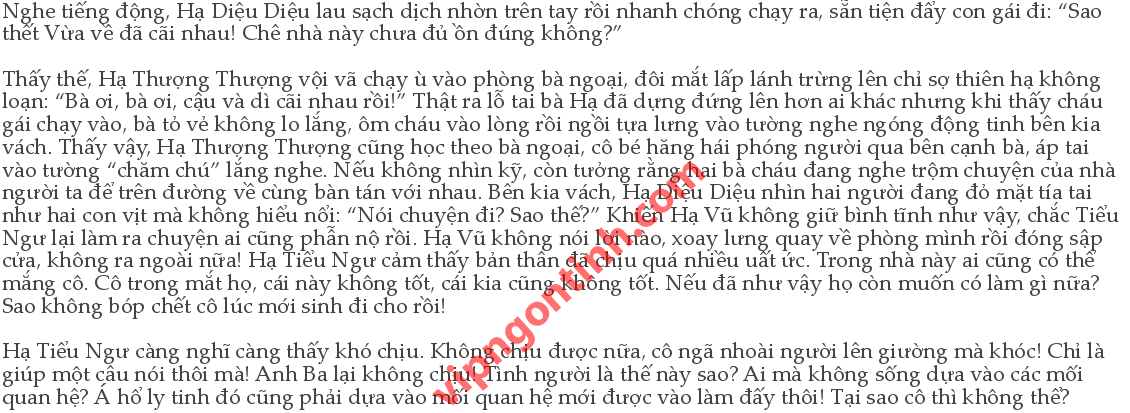 Nghe tiếng động, Hạ Diệu Diệu lau sạch dịch nhờn trên tay rồi nhanh chóng chạy ra, sẵn tiện đẩy con gái đi: “Sao
thết Vừa về đã cãi nhau! Chê nhà này chưa đủ ồn đúng không?”
Thấy thế, Hạ Thượng Thượng vội vã chạy ù vào phòng bà ngoại, đôi mắt lấp lánh trừng lên chỉ sợ thiên hạ không
loạn: “Bà ơi, bà ơi, cậu và dì cãi nhau rồi!” Thật ra lỗ tai bà Hạ đã dựng đứng lên hơn ai khác nhưng khi thấy cháu
gái chạy vào, bà tỏ vẻ không lo lắng, ôm cháu vào lòng rồi ngồi tựa lưng vào tường nghe ngóng động tinh bên kia
vách. Thấy vậy, Hạ Thượng Thượng cũng học theo bà ngoại, cô bé hăng hái phóng người qua bên cạnh bà, áp tai
vào tường “chăm chú” lắng nghe. Nếu không nhìn kỹ, còn tưởng rằng hai bà cháu đang nghe trộm chuyện của nhà
người ta để trên đường về cùng bàn tán với nhau. Bên kia vách, Hạ Diệu Diệu nhìn hai người đang đỏ mặt tía tai
như hai con vịt mà không hiểu nổi: “Nói chuyện đi? Sao thế?” Khiến Hạ Vũ không giữ bình tĩnh như vậy, chắc Tiểu
Ngư lại làm ra chuyện ai cũng phẫn nộ rồi. Hạ Vũ không nói lời nào, xoay lưng quay về phòng mình rồi đóng sập
cửa, không ra ngoài nữa! Hạ Tiểu Ngư cảm thấy bản thân đã chịu quá nhiều uất ức. Trong nhà này ai cũng có thể
mắng cô. Cô trong mắt họ, cái này không tốt, cái kia cũng không tốt. Nếu đã như vậy họ còn muốn có làm gì nữa?
Sao không bóp chết cô lúc mới sinh đi cho rồi!
Hạ Tiểu Ngư càng nghĩ càng thấy khó chịu. Không chịu được nữa, cô ngã nhoài người lên giường mà khóc! Chỉ là
giúp một câu nói thôi mà! Anh Ba lại không chịu! Tình người là thế này sao? Ai mà không sống dựa vào các mối
quan hệ? Á hổ ly tinh đó cũng phải dựa vào mối quan hệ mới được vào làm đấy thôi! Tại sao cô thì không thể?
vipngontinh.com